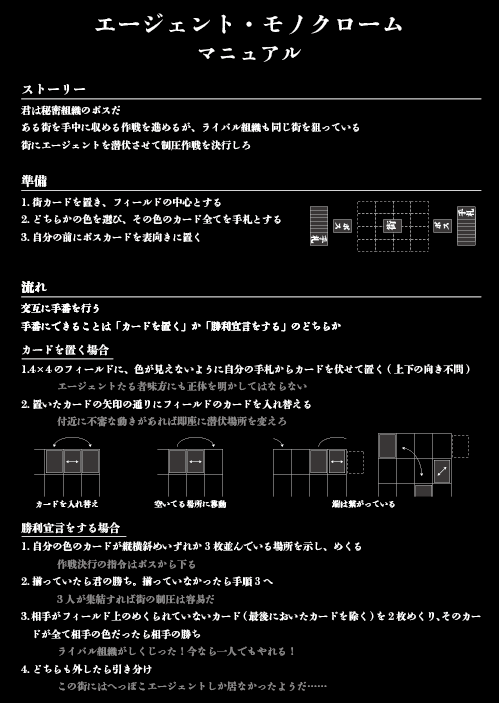 エージェント・モノクローム
マニュアル
ストーリー
君は秘密組織のボスだ
ある街を手中に収める作戦を進めるが、ライバル組織も同じ街を狙っている
街にエージェントを潜伏させて制圧作戦を決行しろ
準備
1. 街カードを置き、フィールドの中心とする
2. どちらかの色を選び、その色のカード全てを手札とする
3. 自分の前にボスカードを表向きに置く
手札
ボス
街
ボス
手札
流れ
交互に手番を行う
手番にできることは「カードを置く」か「勝利宣言をする」のどちらか
カードを置く場合
1.4×4のフィールドに、色が見えないように自分の手札からカードを伏せて置く ( 上下の向き不問 )
エージェントたる者味方にも正体を明かしてはならない
2. 置いたカードの矢印の通りにフィールドのカードを入れ替える
付近に不審な動きがあれば即座に潜伏場所を変えろ
カードを入れ替え
空いてる場所に移動
端は繋がっている
勝利宣言をする場合
1. 自分の色のカードが縦横斜めいずれか 3 枚並んでいる場所を示し、めくる
作戦決行の指令はボスから下る
2. 揃っていたら君の勝ち。揃っていなかったら手順 3 へ
3 人が集結すれば街の制圧は容易だ
3. 相手がフィールド上のめくられていないカード ( 最後においたカードを除く ) を 2 枚めくり、そのカー
ドが全て相手の色だったら相手の勝ち
ライバル組織がしくじった！今なら一人でもやれる！
4. どちらも外したら引き分け
この街にはへっぽこエージェントしか居なかったようだ……